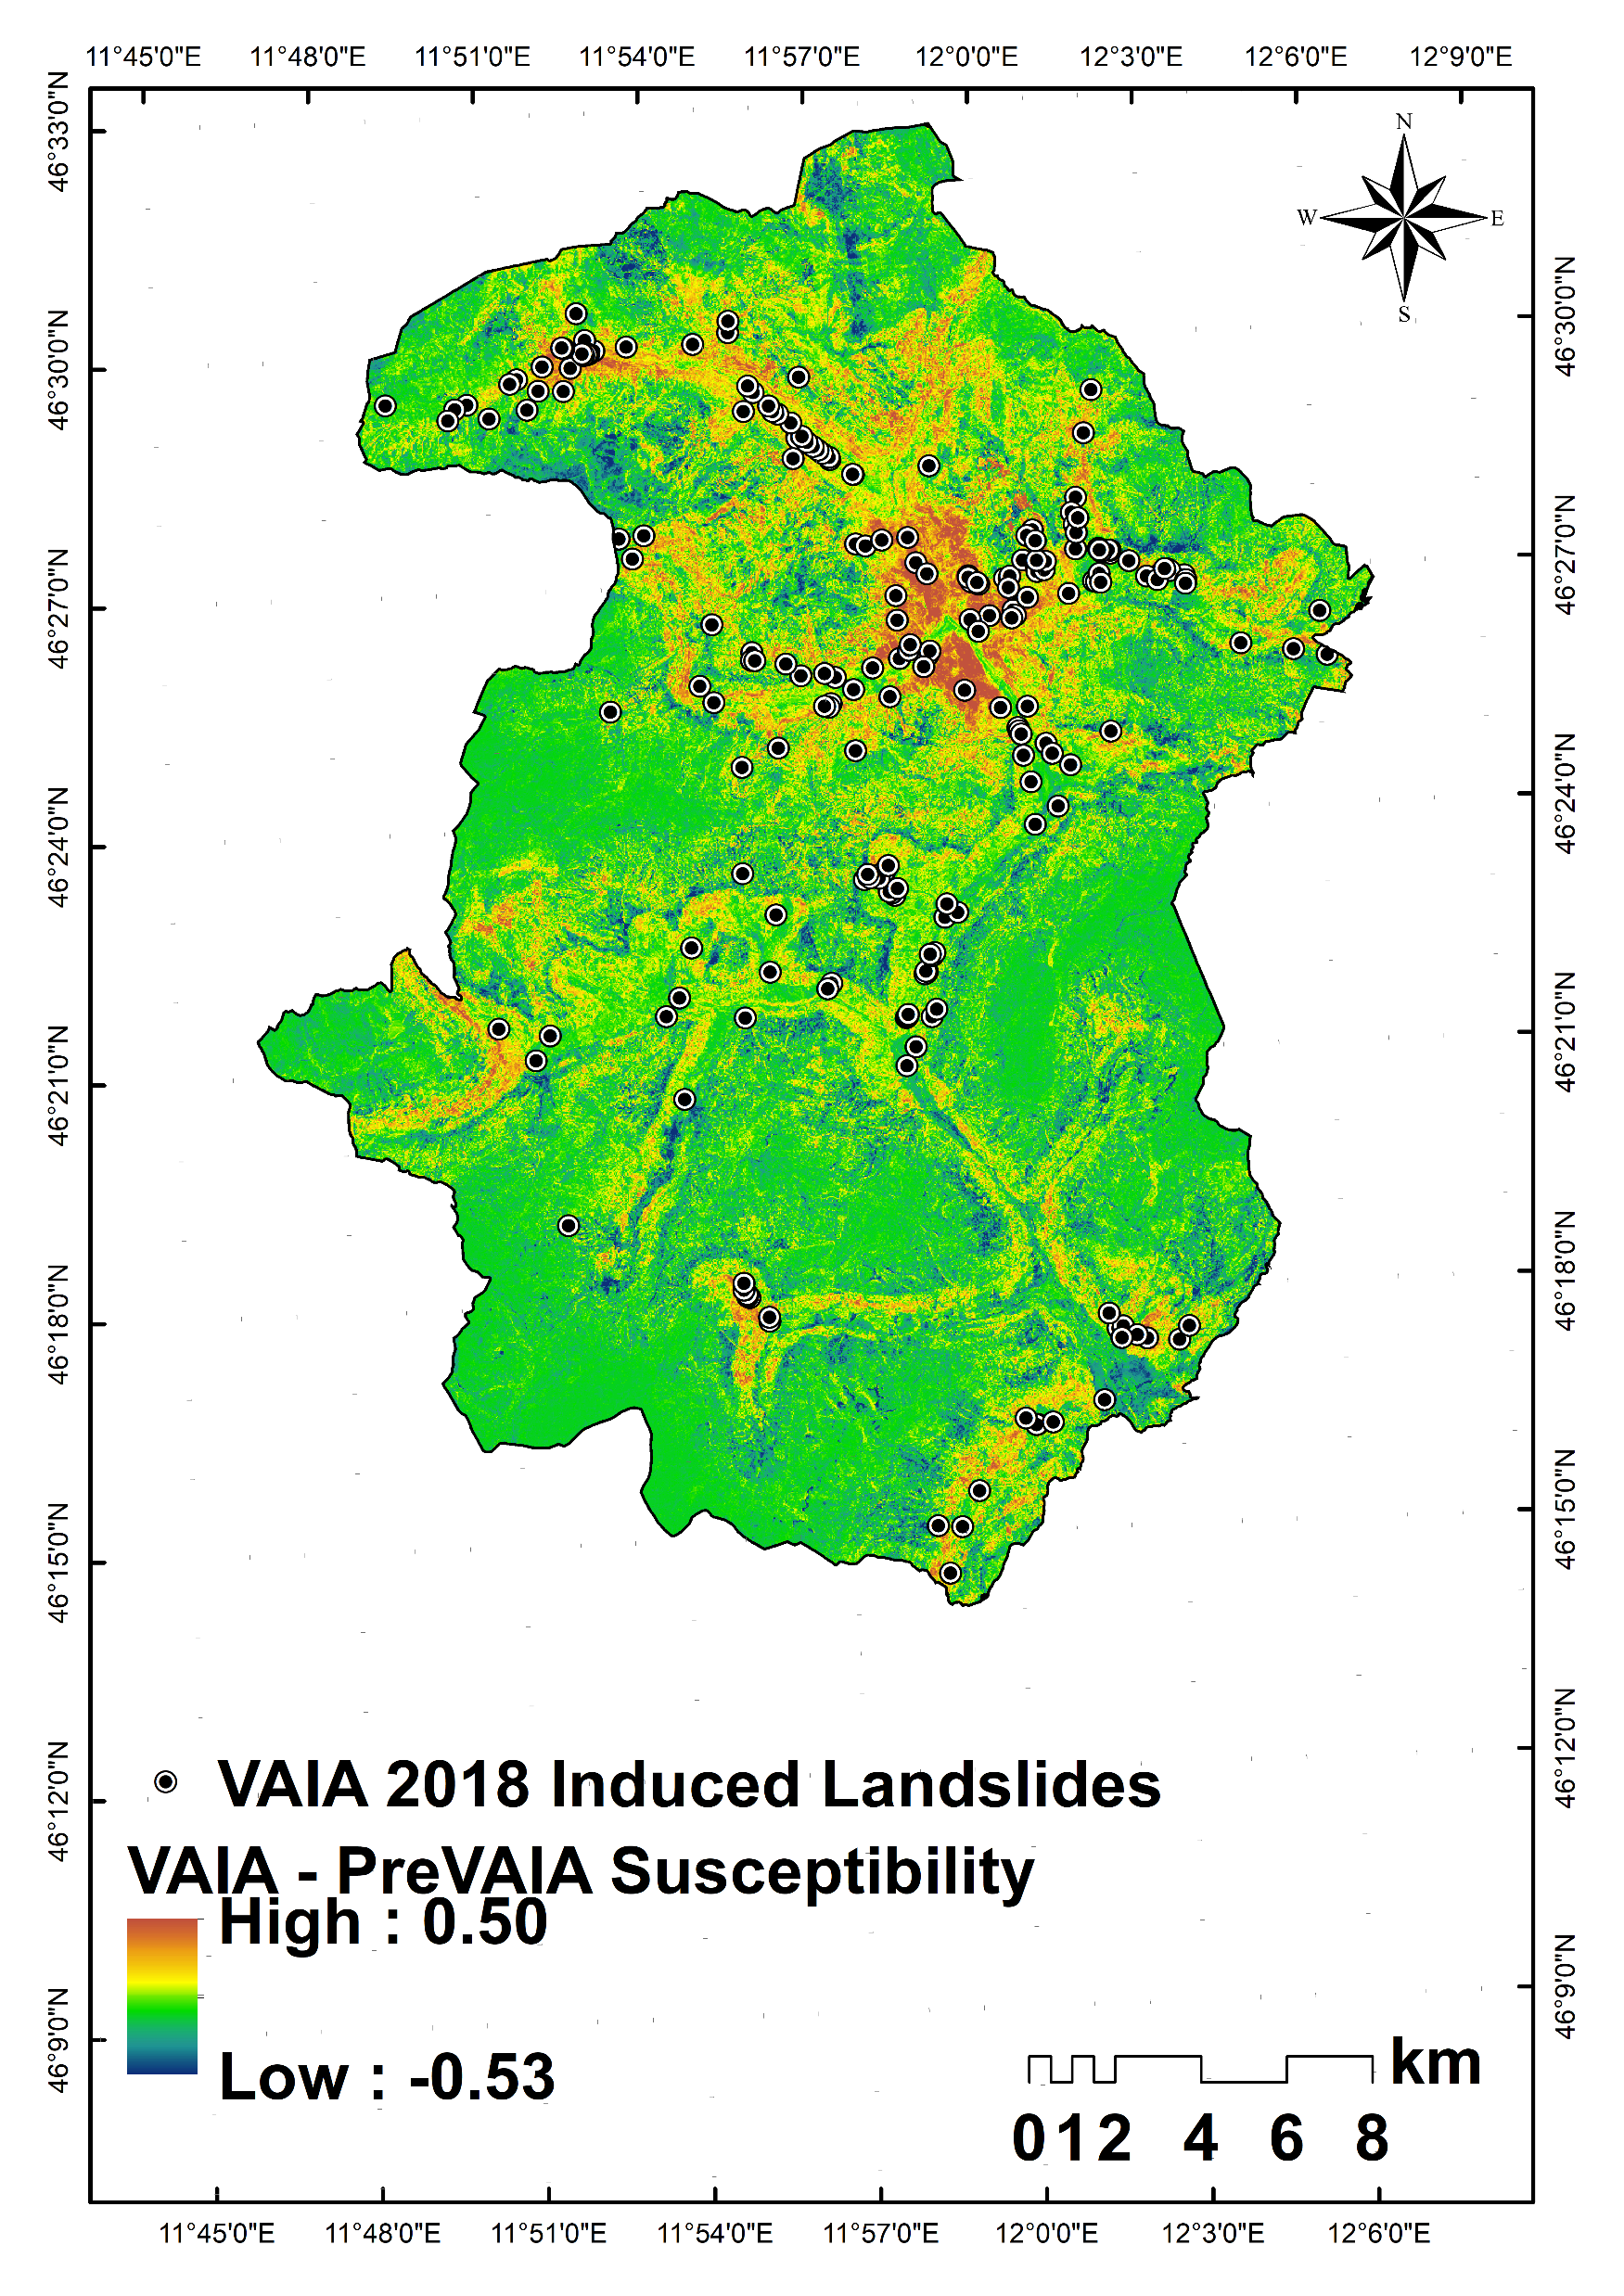 11°45'0"E 11°48'0"E 11°51'0"E 11°54'0"E 11°57'0"E 12°0'0"E 12°3'0"E 12°6'0"E 12°9'0"E
46°33'0"N
46°30'0"N
46°27'0"N
46°24'0"N
46°21'0"N
46°18'0"N
46°15'0"N
46°12'0"N
46°9'0"N
N
W E
S
46°30'0"N
46°27'0"N
46°24'0"N
46°21'0"N
46°18'0"N
46°15'0"N
46°12'0"N
46°9'0"N
VAIA 2018 Induced Landslides
VAIA - PreVAIA Susceptibility
High : 0.50
Low : -0.53
km
0 1 2 4 6 8
11°45'0"E 11°48'0"E 11°51'0"E 11°54'0"E 11°57'0"E 12°0'0"E 12°3'0"E 12°6'0"E